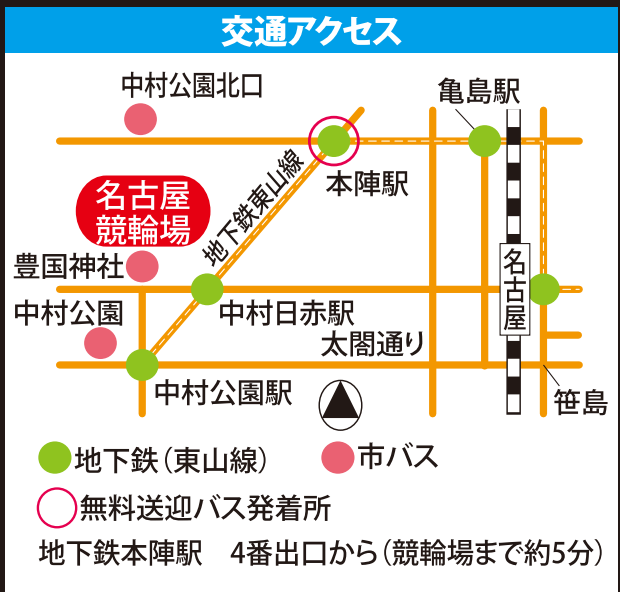 交通アクセス
中村公園北口
亀島駅
本陣駅
地下鉄東山線
名古屋
競輪場
豊国神社
中村公園
中村日赤駅
名古屋
太閤通り
中村公園駅
笹島
地下鉄（東山線）
市バス
無料送迎バス発着所
地下鉄本陣駅　4番出口から（競輪場まで約5分）